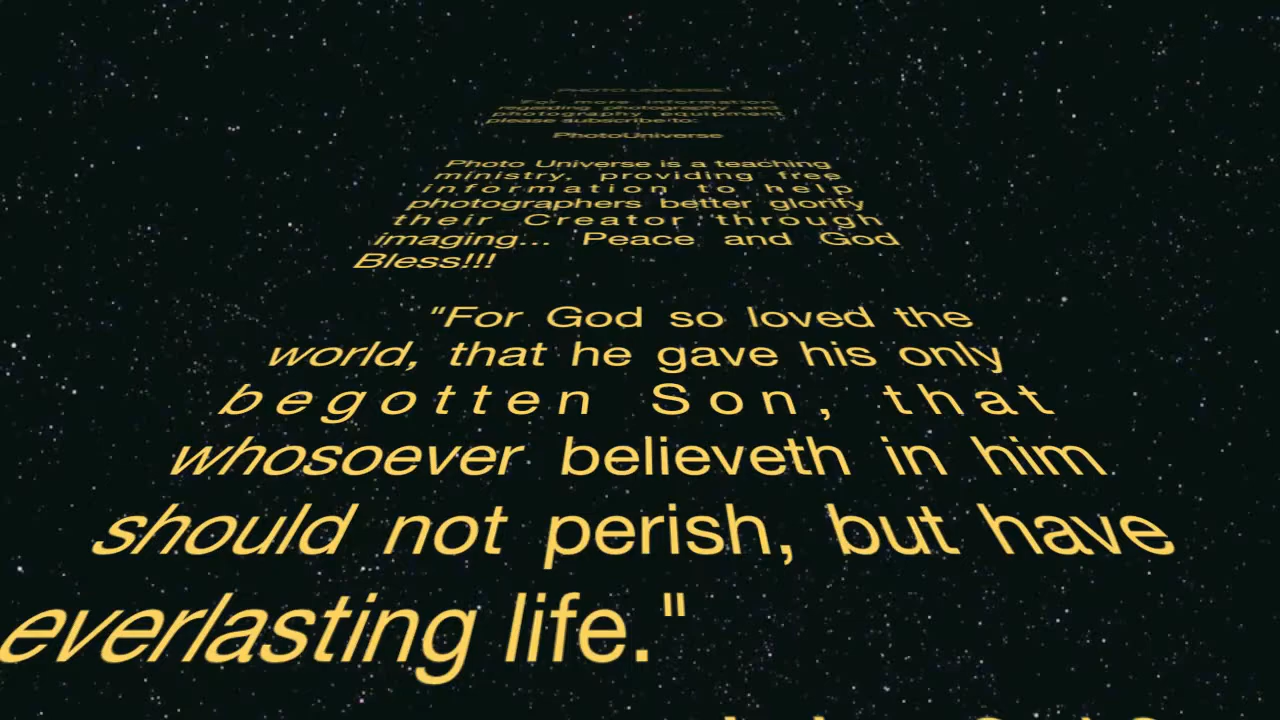 PHOTO UNIVERSE
For more information
regarding photography and
photography equipment
please subscribe to:
PhotoUniverse
Photo Universe is a teaching
ministry, providing free
information to help
photographers better glorify
their Creator through
imaging... Peace and God
Bless!!!
"For God so loved the
world, that he gave his only
begotten Son, that
whosoever believeth in him
should not perish, but have
everlasting life."